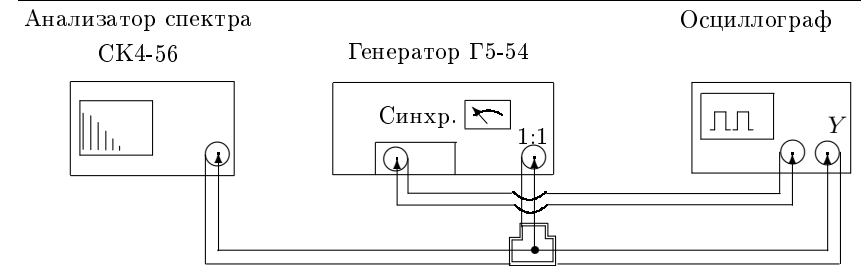 Анализатор спектра
СК4-56
Генератор Г5-54
Осциллограф
Синхр.
1:1
Y